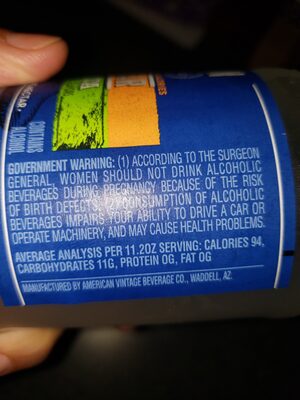 CONTAINS
ALCOHOL
GOVERNMENT WARNING: (1) ACCORDING TO THE SURGEON
GENERAL, WOMEN SHOULD NOT DRINK ALCOHOLIC
BEVERAGES DURING PREGNANCY BECAUSE OF THE RISK
OF BIRTH DEFECTS. (2) CONSUMPTION OF ALCOHOLIC
BEVERAGES IMPAIRS YOUR ABILITY TO DRIVE A CAR OR
OPERATE MACHINERY, AND MAY CAUSE HEALTH PROBLEMS.
AVERAGE ANALYSIS PER 11.2OZ SERVING: CALORIES 94,
CARBOHYDRATES 11G, PROTEIN 0G, FAT 0G
MANUFACTURED BY AMERICAN VINTAGE BEVERAGE CO., WADDELL, AZ.